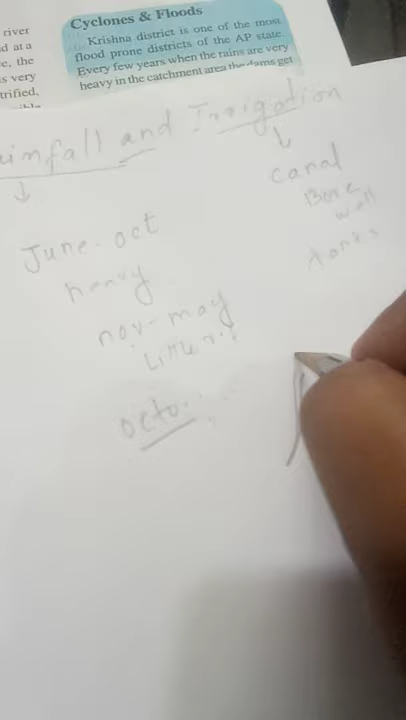 Cyclones & Floods
Krishna district is one of the most
flood prone districts of the AP state.
Every few years when the rains are very
heavy in the catchment area the dams get
river
d at a
e, the
s very
trified,
ainfall and Irrigation
June-oct
heavy
nov-may
Little
octo...
canal
Bore
well
tanks